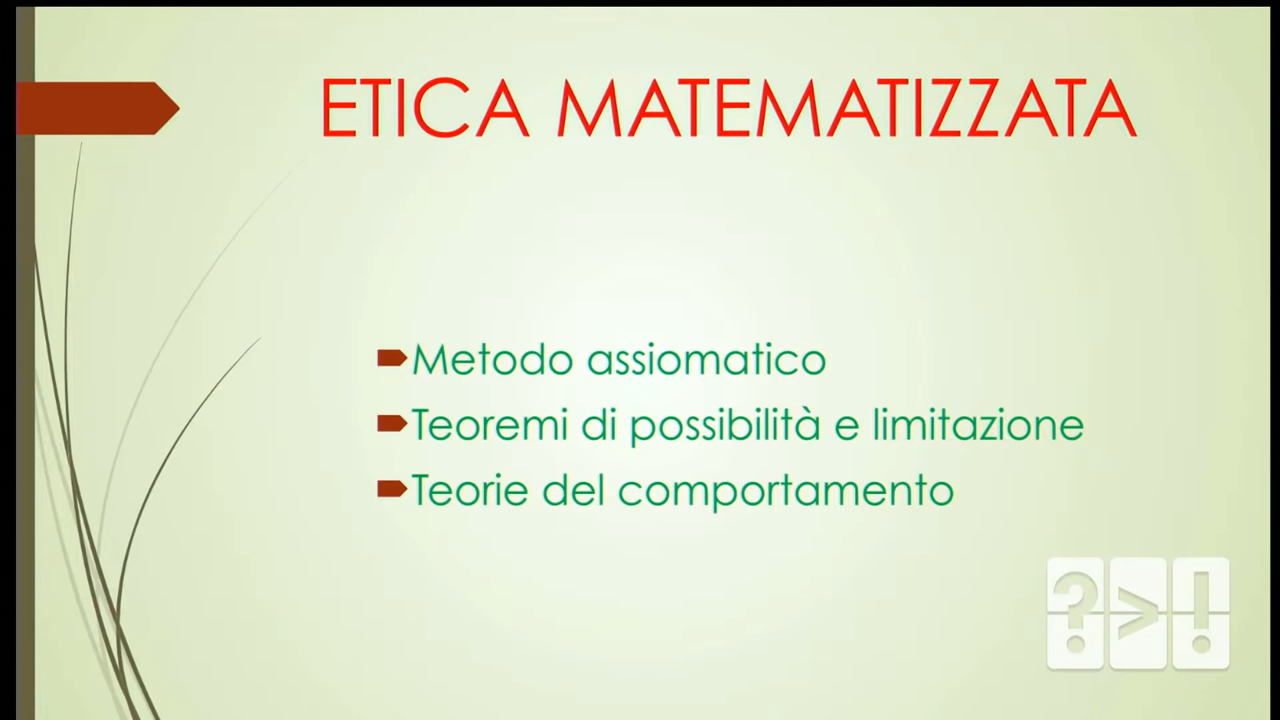 ETICA MATEMATIZZATA
Metodo assiomatico
Teoremi di possibilità e limitazione
Teorie del comportamento
?>!